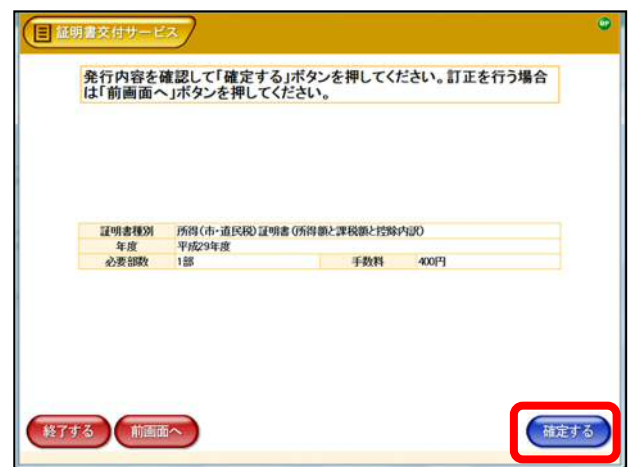 証明書交付サービス
発行内容を確認して「確定する」ボタンを押してください。訂正を行う場合
は「前画面へ」ボタンを押してください。
証明書種別 所得(市・道民税)証明書(所得額と課税額と控除内訳)
年度 平成29年度
必要部数 1部 手数料 400円
終了する 前画面へ 確定する